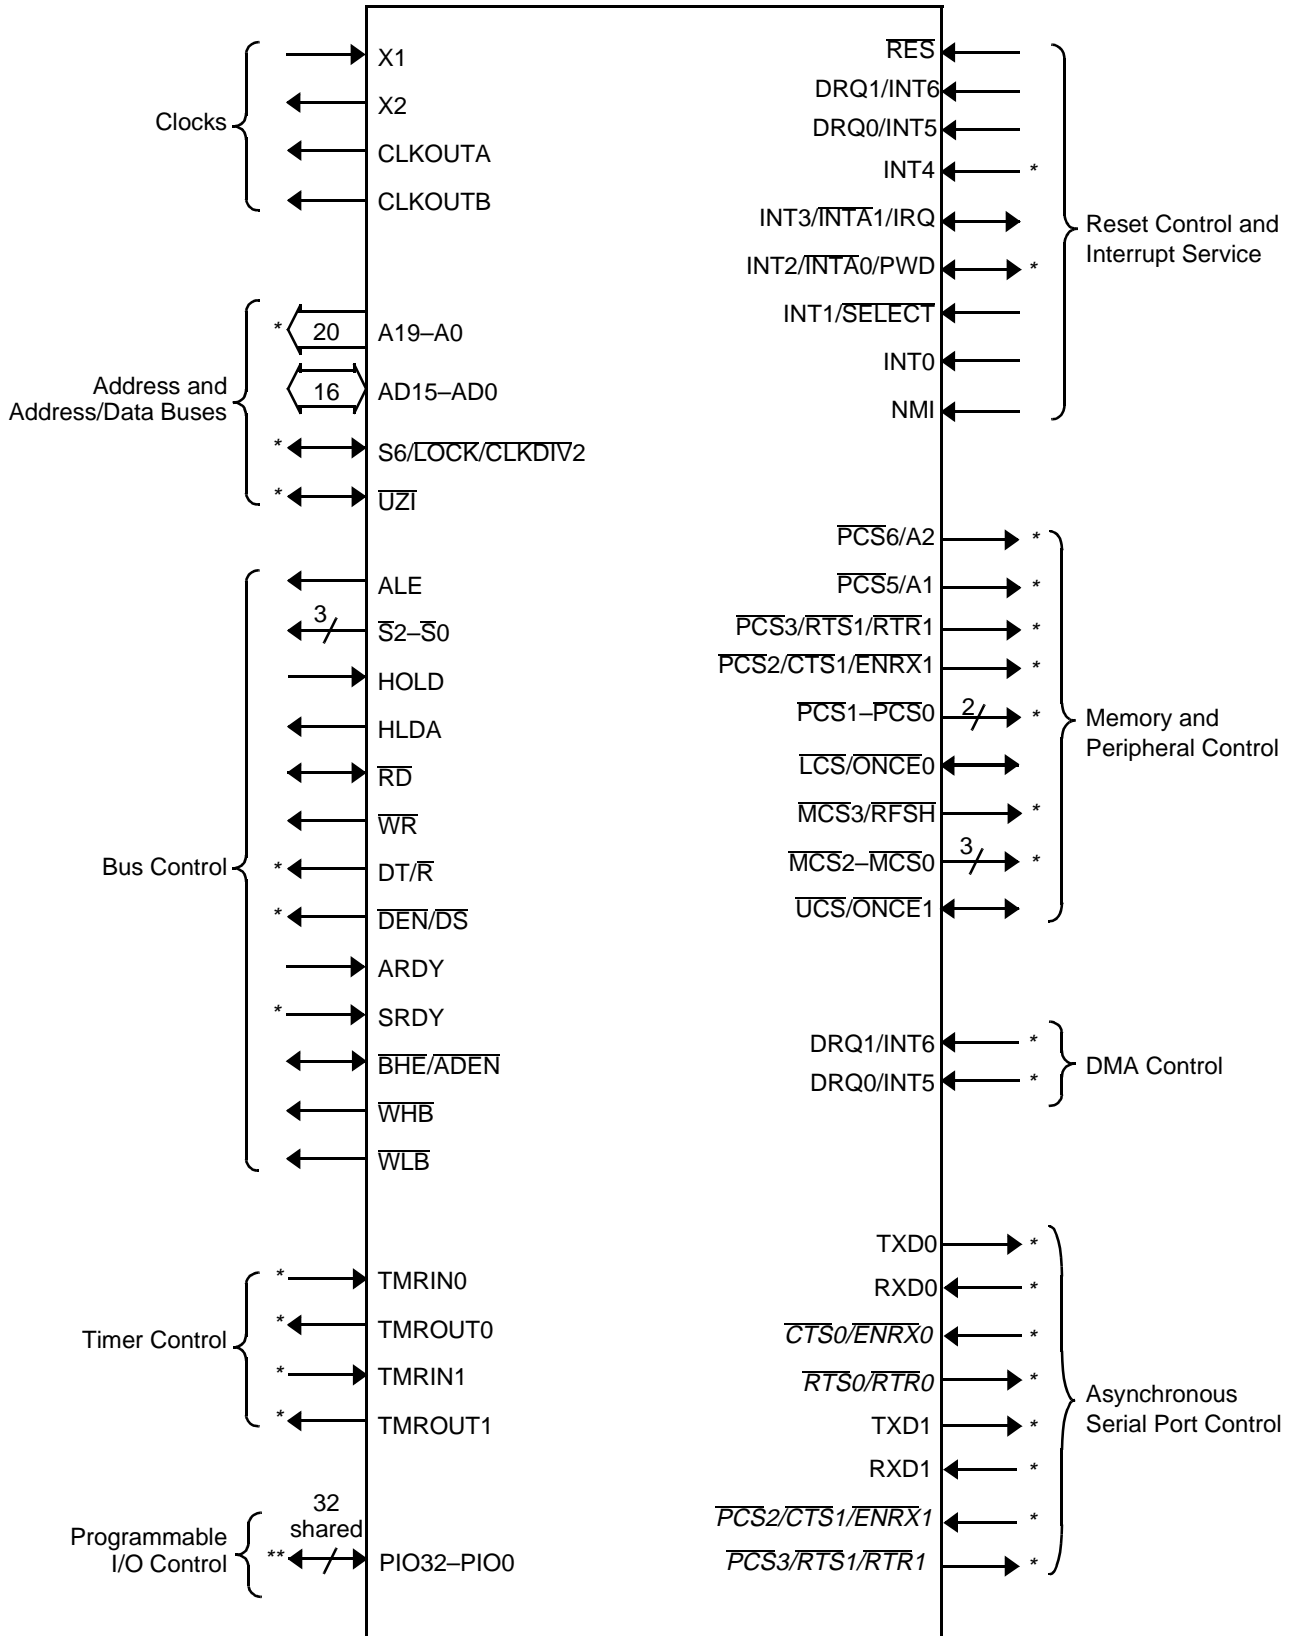 Clocks
X1
X2
CLKOUTA
CLKOUTB
Address and
Address/Data Buses
* 20 A19–A0
16 AD15–AD0
* S6/LOCK/CLKDIV2
* UZI
Bus Control
ALE
3 S2–S0
HOLD
HLDA
RD
WR
* DT/R
* DEN/DS
ARDY
* SRDY
BHE/ADEN
WHB
WLB
Timer Control
* TMRIN0
* TMROUT0
* TMRIN1
* TMROUT1
Programmable
I/O Control
32
shared
** PIO32–PIO0
RES
DRQ1/INT6
DRQ0/INT5
INT4 *
INT3/INTA1/IRQ
INT2/INTA0/PWD *
INT1/SELECT
INT0
NMI
Reset Control and
Interrupt Service
PCS6/A2 *
PCS5/A1 *
PCS3/RTS1/RTR1 *
PCS2/CTS1/ENRX1 *
PCS1–PCS0 2 *
LCS/ONCE0
MCS3/RFSH *
MCS2–MCS0 3 *
UCS/ONCE1
Memory and
Peripheral Control
DRQ1/INT6 *
DRQ0/INT5 *
DMA Control
TXD0 *
RXD0 *
CTS0/ENRX0 *
RTS0/RTR0 *
TXD1 *
RXD1 *
PCS2/CTS1/ENRX1 *
PCS3/RTS1/RTR1 *
Asynchronous
Serial Port Control